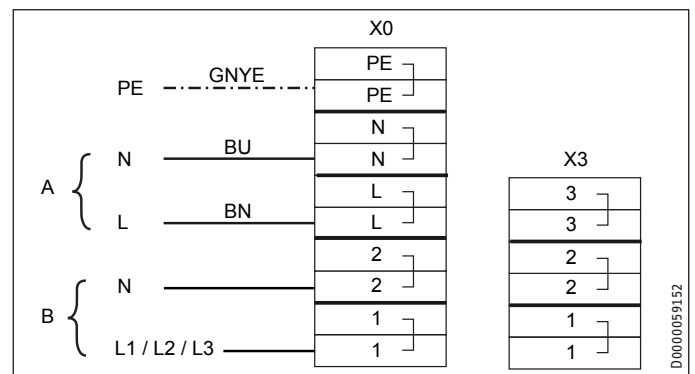 X0
PE
PE GNYE PE
N
A N BU N
L
L BN L
2
B N 2
1
L1 / L2 / L3 1
X3
3
3
2
2
1
1
D0000059152